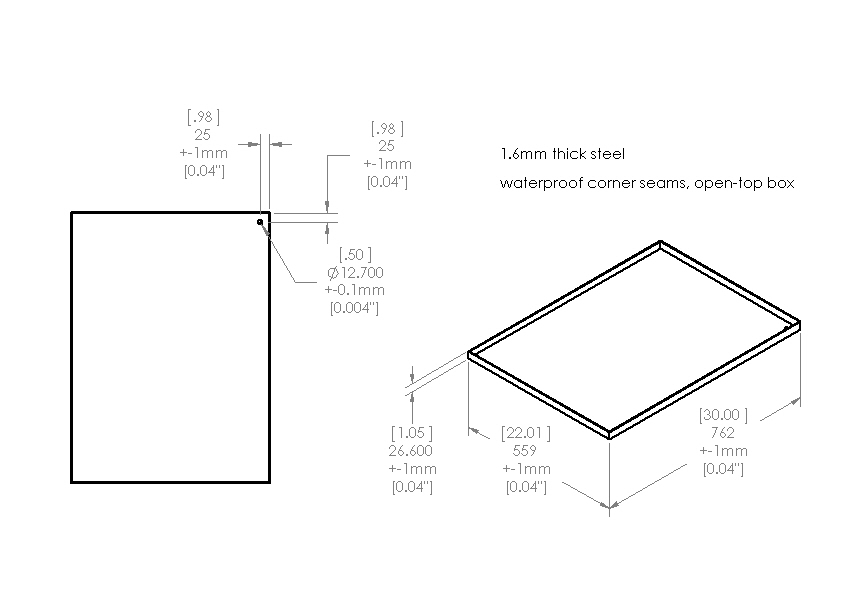 [.98 ]
25
+-1mm
[0.04"]
[.98 ]
25
+-1mm
[0.04"]
1.6mm thick steel
waterproof corner seams, open-top box
[.50 ]
Ø12.700
+-0.1mm
[0.004"]
[1.05 ]
26.600
+-1mm
[0.04"]
[22.01 ]
559
+-1mm
[0.04"]
[30.00 ]
762
+-1mm
[0.04"]